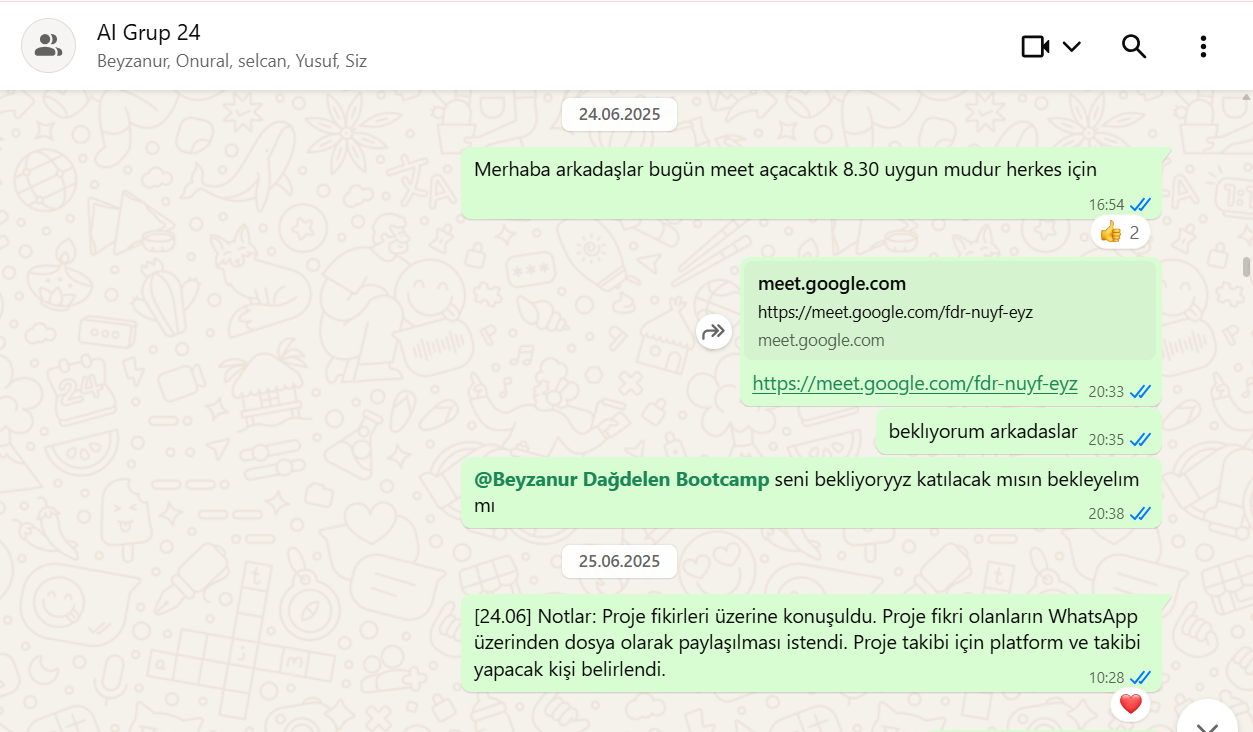 AI Grup 24
Beyzanur, Onural, selcan, Yusuf, Siz
24.06.2025
Merhaba arkadaşlar bugün meet açacaktık 8.30 uygun mudur herkes için
16:54
👍 2
meet.google.com
https://meet.google.com/fdr-nuyf-eyz
meet.google.com
https://meet.google.com/fdr-nuyf-eyz 20:33
beklıyorum arkadaslar 20:35
@Beyzanur Dağdelen Bootcamp seni bekliyoryyz katılacak mısın bekleyelım
mı
20:38
25.06.2025
[24.06] Notlar: Proje fikirleri üzerine konuşuldu. Proje fikri olanların WhatsApp
üzerinden dosya olarak paylaşılması istendi. Proje takibi için platform ve takibi
yapacak kişi belirlendi.
10:28
❤️